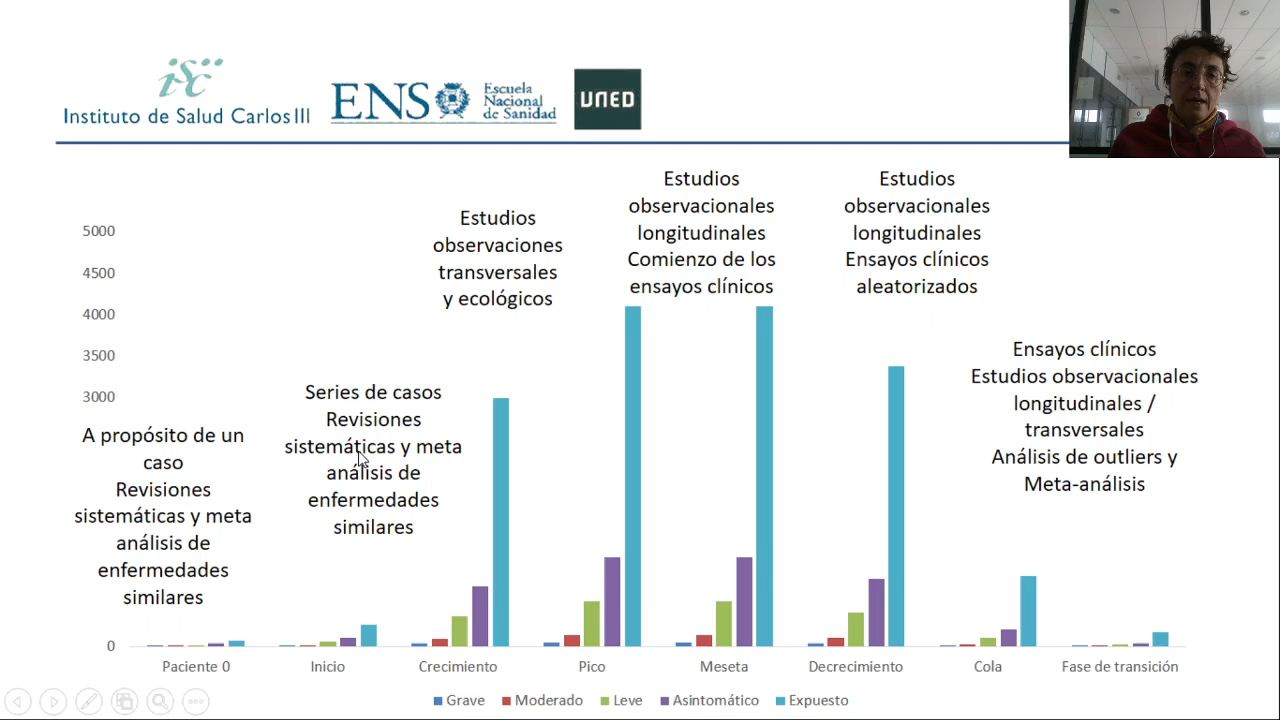 isc
Instituto de Salud Carlos III
ENS
Escuela
Nacional
de Sanidad
UNED
Estudios
observacionales
longitudinales
Comienzo de los
ensayos clínicos
Estudios
observacionales
longitudinales
Ensayos clínicos
aleatorizados
Estudios
observaciones
transversales
y ecológicos
Ensayos clínicos
Estudios observacionales
longitudinales /
transversales
Análisis de outliers y
Meta-análisis
Series de casos
Revisiones
sistemáticas y meta
análisis de
enfermedades
similares
A propósito de un
caso
Revisiones
sistemáticas y meta
análisis de
enfermedades
similares
5000
4500
4000
3500
3000
0
Paciente 0
Inicio
Crecimiento
Pico
Meseta
Decrecimiento
Cola
Fase de transición
Grave
Moderado
Leve
Asintomático
Expuesto